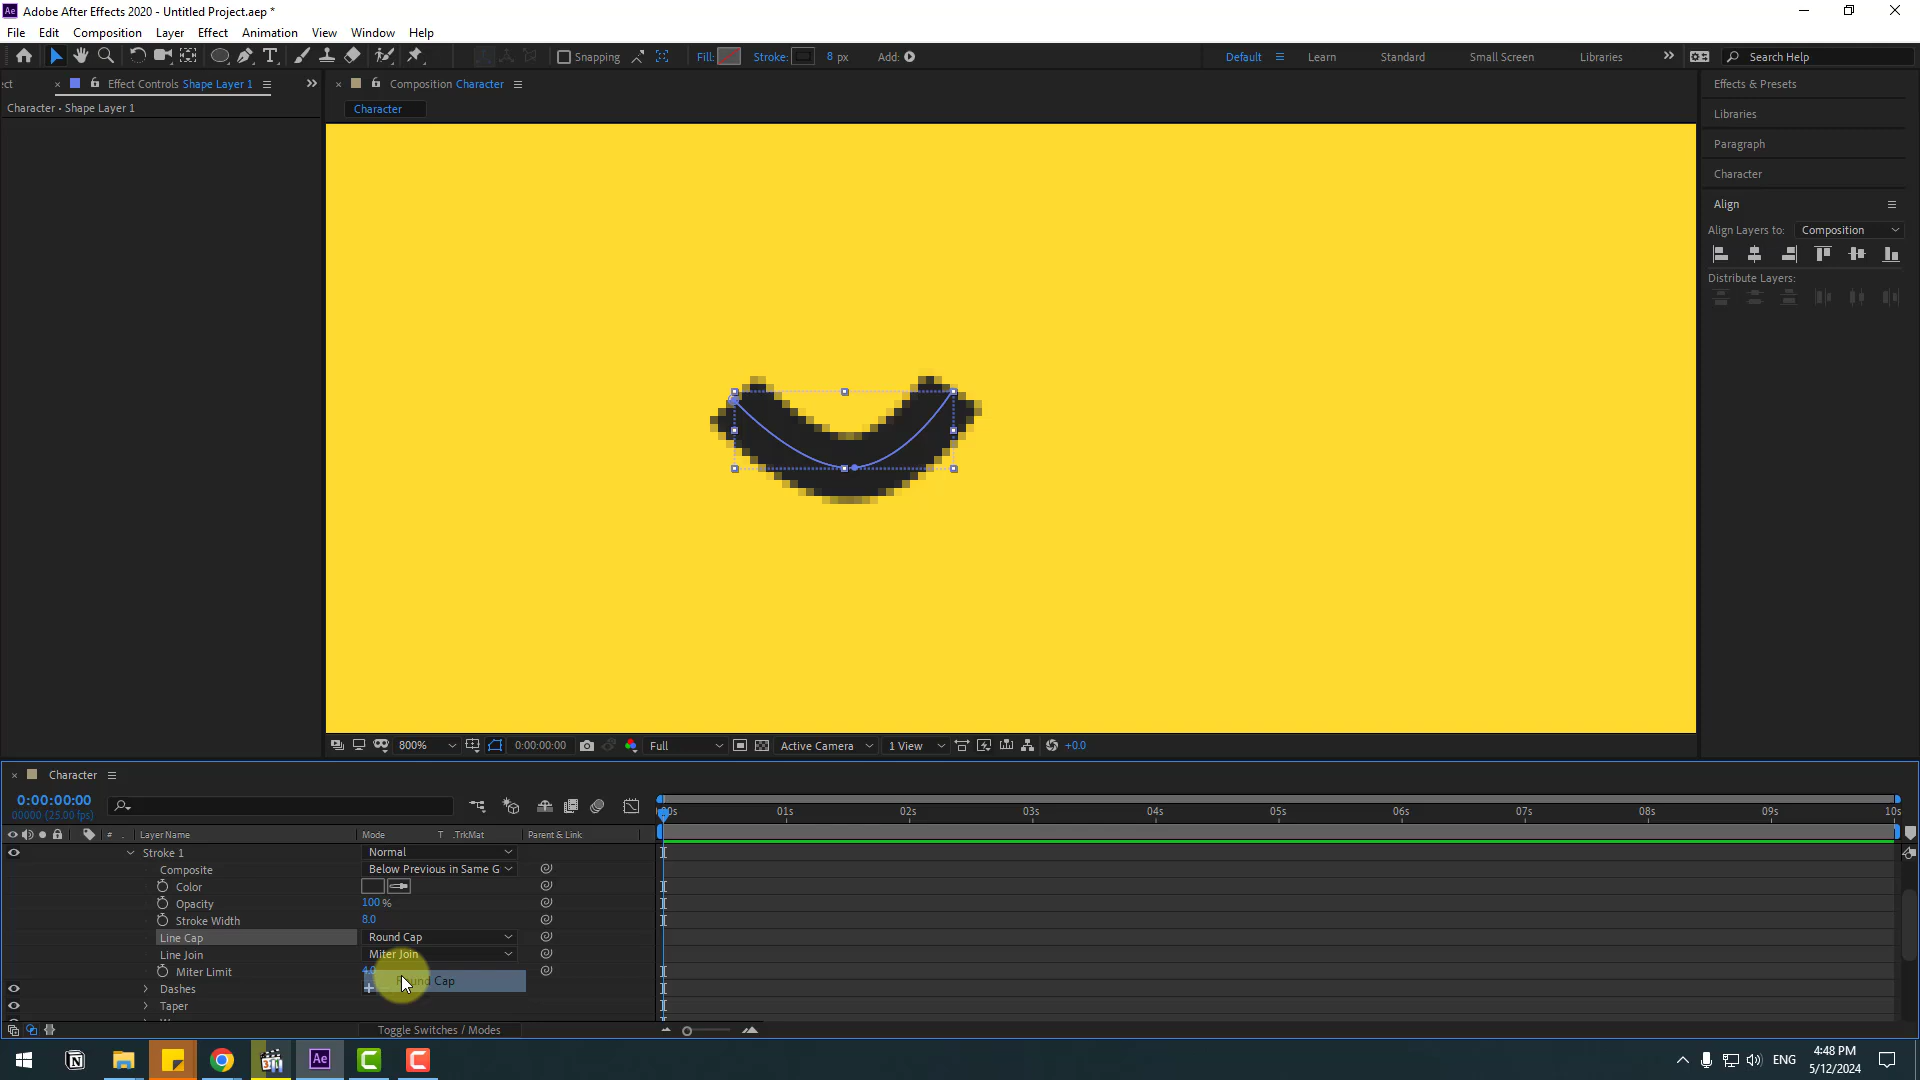 Adobe After Effects 2020 - Untitled Project.aep *
File Edit Composition Layer Effect Animation View Window Help
Snapping Fill: Stroke: 8 px Add: Default Learn Standard Small Screen Libraries Search Help
Effect Controls Shape Layer 1
Composition Character
Character • Shape Layer 1
Character
Effects & Presets
Libraries
Paragraph
Character
Align
Align Layers to: Composition
Distribute Layers:
800% 0:00:00:00 Full Active Camera 1 View +0.0
Character
0:00:00:00
00000 (25.00 fps)
00s 01s 02s 03s 04s 05s 06s 07s 08s 09s 10s
# Layer Name Mode T .TrkMat Parent & Link
Stroke 1 Normal
Composite Below Previous in Same G
Color
Opacity 100 %
Stroke Width 8.0
Line Cap Round Cap
Line Join Miter Join
Miter Limit 4.0
Round Cap
Dashes
Taper
Toggle Switches / Modes
Ae
ENG
4:48 PM
5/12/2024